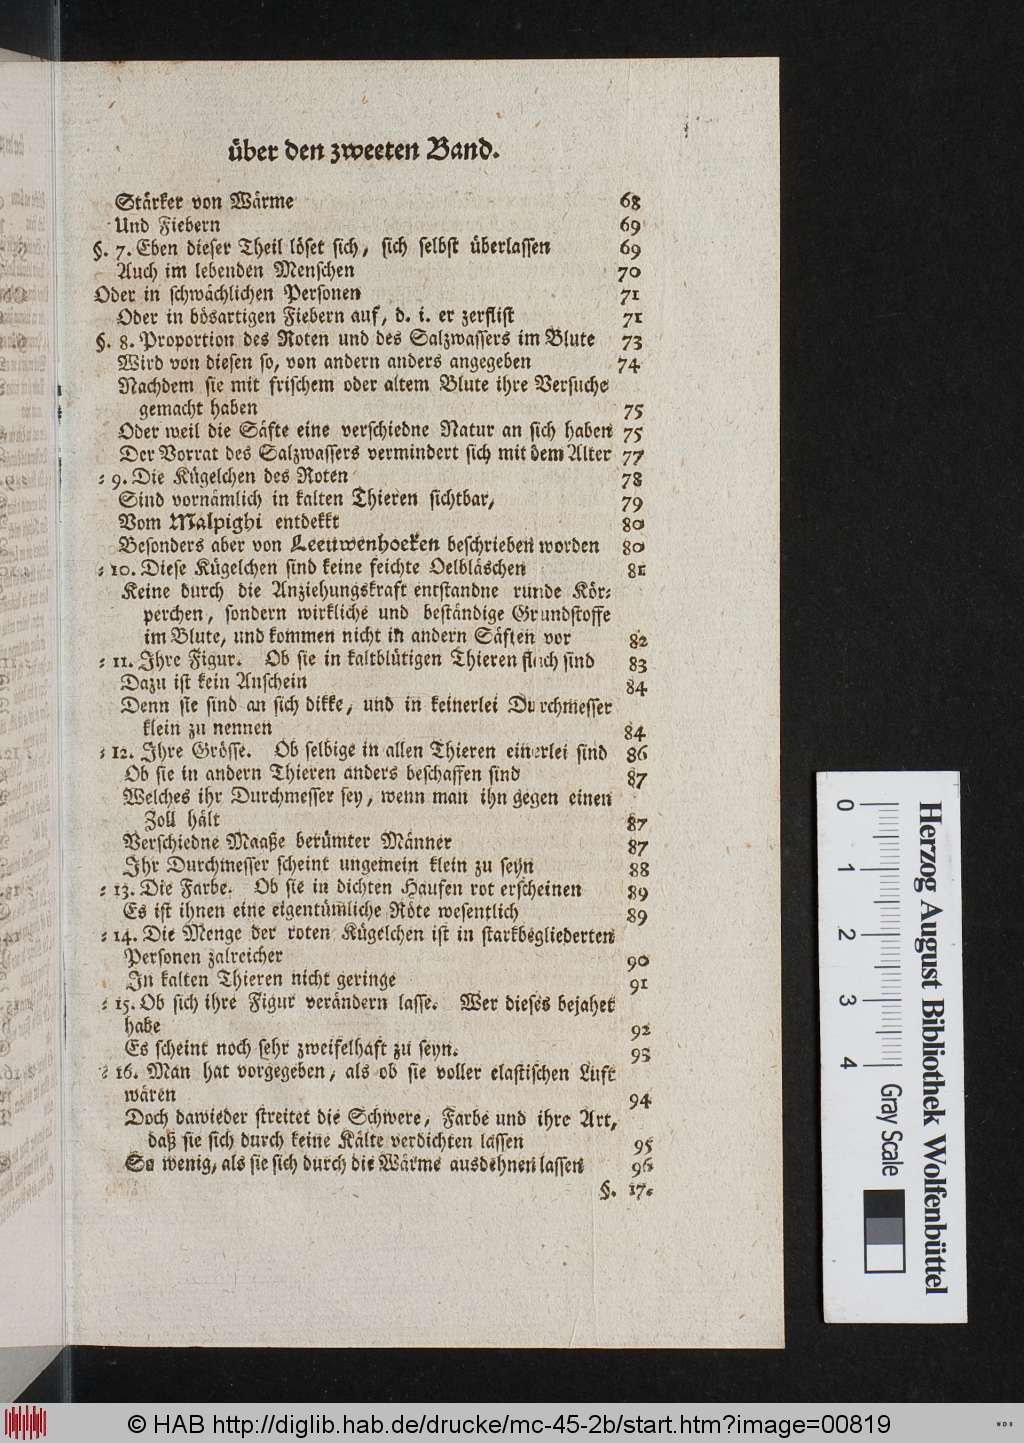 über den zweeten Band.
Stärker von Wärme 68
Und Fiebern 69
§. 7. Eben dieser Theil löset sich, sich selbst überlassen 69
Auch im lebenden Menschen 70
Oder in schwächlichen Personen 71
Oder in bösartigen Fiebern auf, d. i. er zerflist 71
§. 8. Proportion des Roten und des Salzwassers im Blute 73
Wird von diesen so, von andern anders angegeben 74
Nachdem sie mit frischem oder altem Blute ihre Versuche
gemacht haben 75
Oder weil die Säfte eine verschiedne Natur an sich haben 75
Der Vorrat des Salzwassers vermindert sich mit dem Alter 77
⸗ 9. Die Kügelchen des Roten 78
Sind vornämlich in kalten Thieren sichtbar, 79
Vom Malpighi entdekkt 80
Besonders aber von Leeuwenhoeken beschrieben worden 80
⸗ 10. Diese Kügelchen sind keine feichte Oelbläschen 81
Keine durch die Anziehungskraft entstandne runde Kör⸗
perchen, sondern wirkliche und beständige Grundstoffe
im Blute, und kommen nicht in andern Säften vor 82
⸗ 11. Ihre Figur. Ob sie in kaltblütigen Thieren flach sind 83
Dazu ist kein Anschein 84
Denn sie sind an sich dikke, und in keinerlei Durchmesser
klein zu nennen 84
⸗ 12. Ihre Grösse. Ob selbige in allen Thieren einerlei sind 86
Ob sie in andern Thieren anders beschaffen sind 87
Welches ihr Durchmesser sey, wenn man ihn gegen einen
Zoll hält 87
Verschiedne Maaße berümter Männer 87
Ihr Durchmesser scheint ungemein klein zu seyn 88
⸗ 13. Die Farbe. Ob sie in dichten Haufen rot erscheinen 89
Es ist ihnen eine eigentümliche Röte wesentlich 89
⸗ 14. Die Menge der roten Kügelchen ist in starkbegliederten
Personen zalreicher 90
In kalten Thieren nicht geringe 91
⸗ 15. Ob sich ihre Figur verändern lasse. Wer dieses bejahet
habe 92
Es scheint noch sehr zweifelhaft zu seyn. 93
⸗ 16. Man hat vorgegeben, als ob sie voller elastischen Luft
wären 94
Doch dawieder streitet die Schwere, Farbe und ihre Art,
daß sie sich durch keine Kälte verdichten lassen 95
So wenig, als sie sich durch die Wärme ausdehnen lassen 96
§. 17.
Herzog August Bibliothek Wolfenbüttel
0 1 2 3 4 Gray Scale
© HAB http://diglib.hab.de/drucke/mc-45-2b/start.htm?image=00819